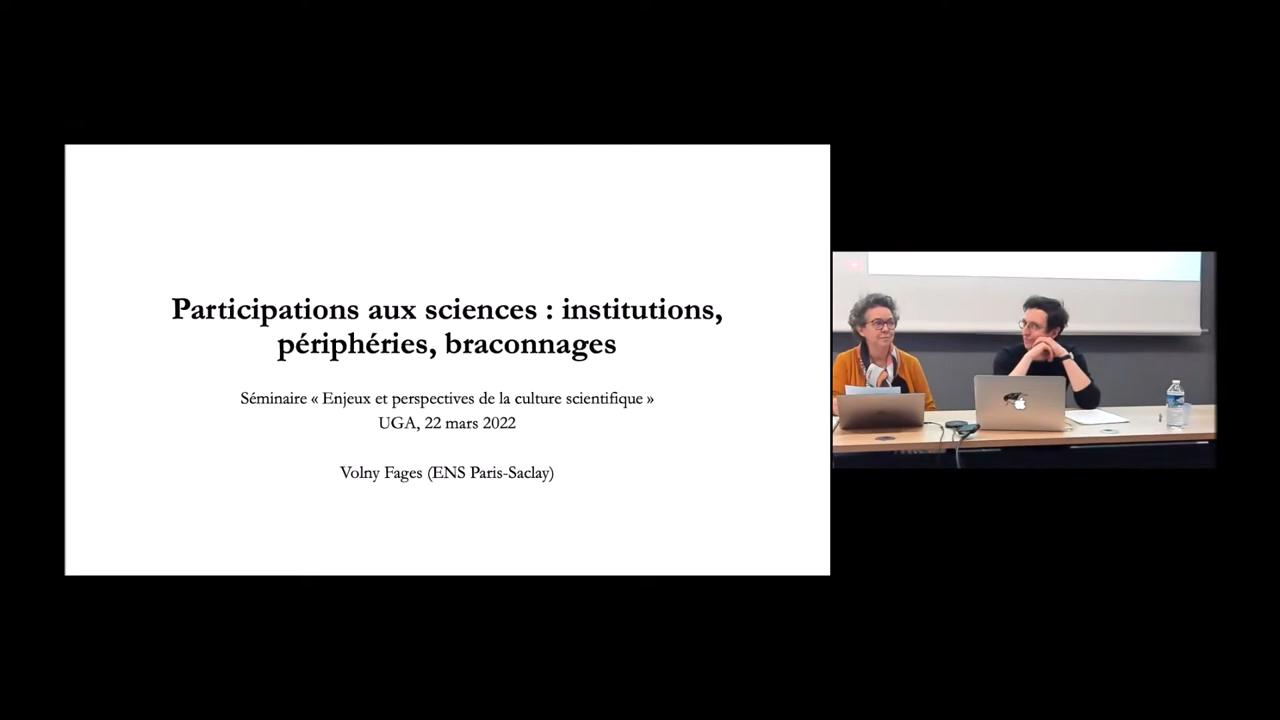 Participations aux sciences : institutions,
périphéries, braconnages
Séminaire « Enjeux et perspectives de la culture scientifique »
UGA, 22 mars 2022
Volny Fages (ENS Paris-Saclay)